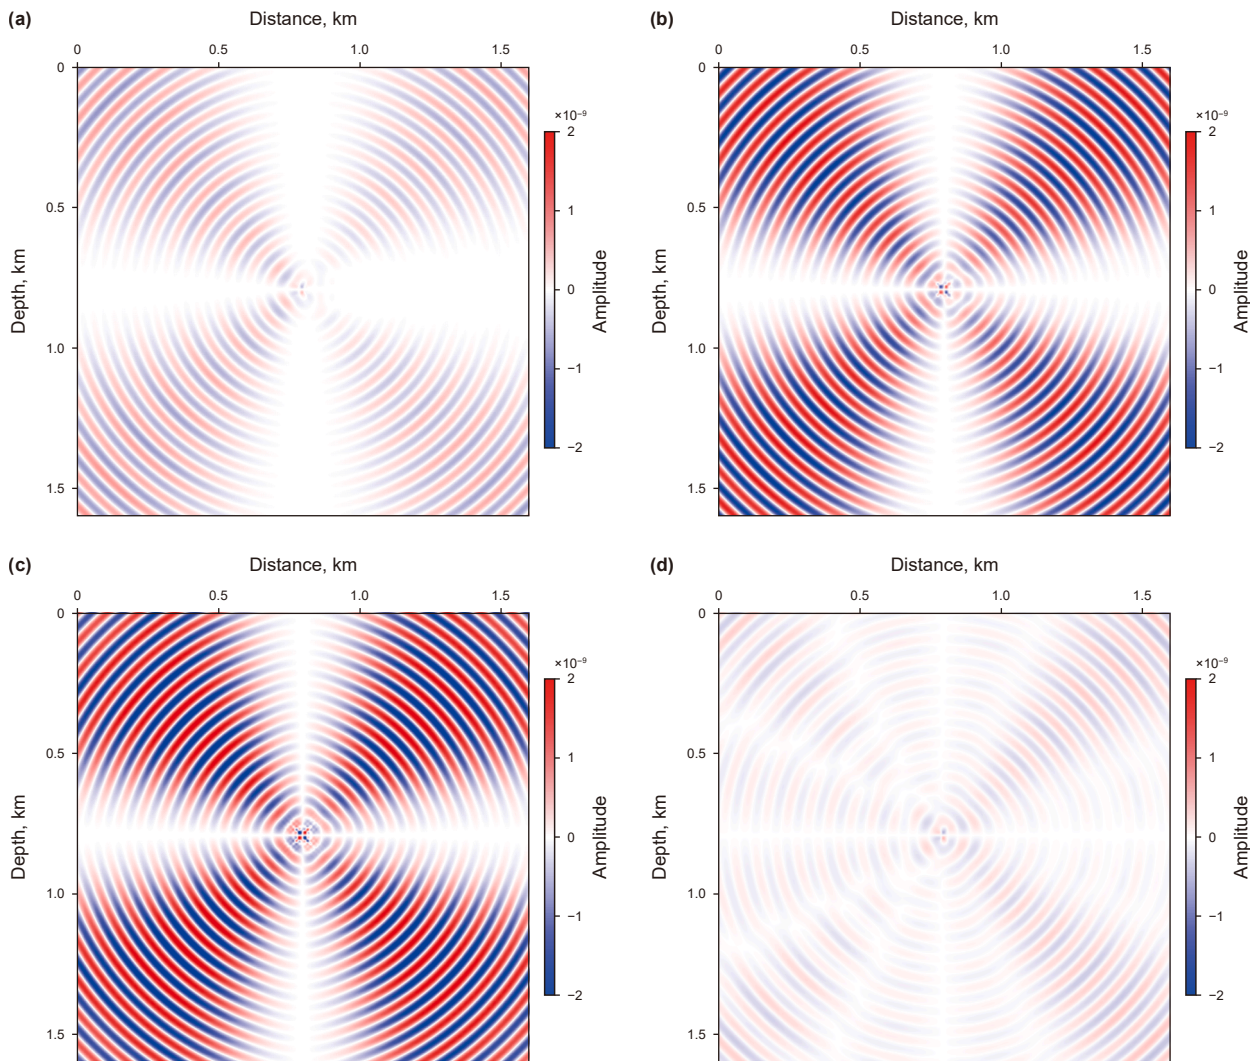 (a)
Distance, km
0 0.5 1.0 1.5
0
0.5
1.0
1.5
Depth, km
×10⁻⁹
2
1
0
−1
−2
Amplitude
(b)
Distance, km
0 0.5 1.0 1.5
0
0.5
1.0
1.5
Depth, km
×10⁻⁹
2
1
0
−1
−2
Amplitude
(c)
Distance, km
0 0.5 1.0 1.5
0
0.5
1.0
1.5
Depth, km
×10⁻⁹
2
1
0
−1
−2
Amplitude
(d)
Distance, km
0 0.5 1.0 1.5
0
0.5
1.0
1.5
Depth, km
×10⁻⁹
2
1
0
−1
−2
Amplitude